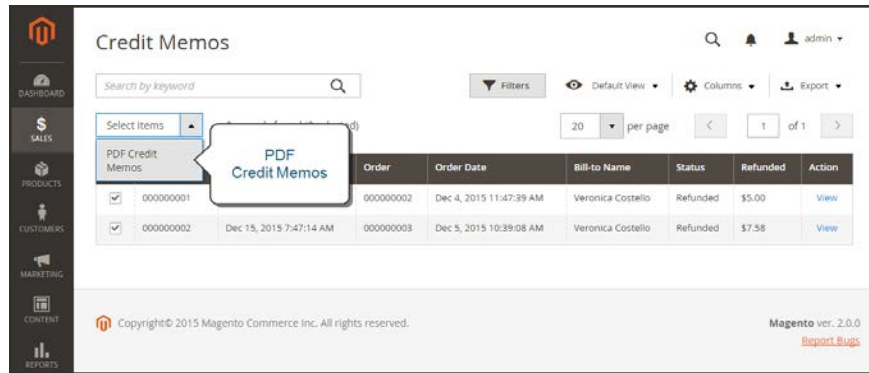 Credit Memos
admin
DASHBOARD
Search by keyword
Filters
Default View
Columns
Export
$
SALES
Select Items
20
per page
1
of 1
PDF Credit
Memos
PDF
Credit Memos
Order
Order Date
Bill-to Name
Status
Refunded
Action
PRODUCTS
000000001
000000002
Dec 4, 2015 11:47:39 AM
Veronica Costello
Refunded
$5.00
View
CUSTOMERS
000000002
Dec 15, 2015 7:47:14 AM
000000003
Dec 5, 2015 10:39:08 AM
Veronica Costello
Refunded
$7.58
View
MARKETING
CONTENT
Copyright© 2015 Magento Commerce Inc. All rights reserved.
Magento ver. 2.0.0
Report Bugs
REPORTS